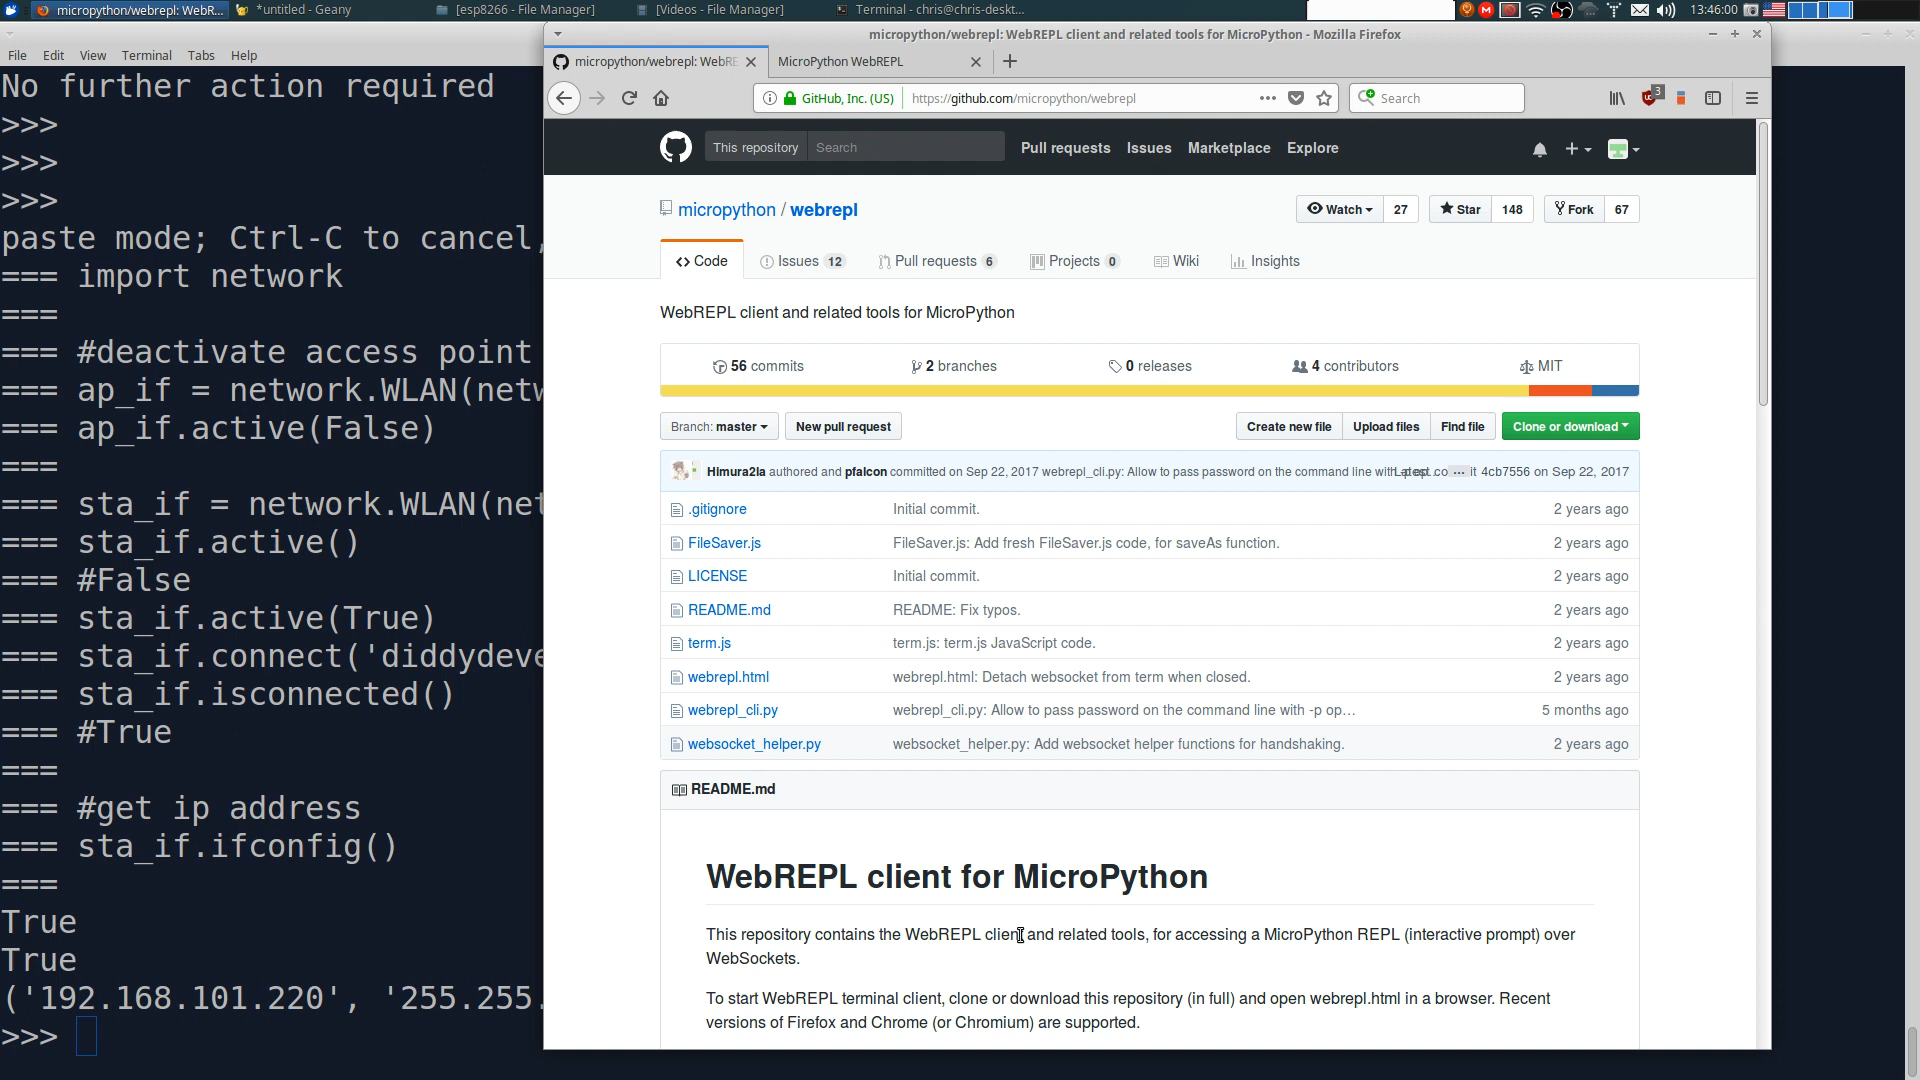 micropython/webrepl: WebR...
*untitled - Geany
[esp8266 - File Manager]
[Videos - File Manager]
Terminal - chris@chris-deskt...
13:46:00
File Edit View Terminal Tabs Help
No further action required
>>>
>>>
>>>
paste mode; Ctrl-C to cancel,
=== import network
===
=== #deactivate access point
=== ap_if = network.WLAN(netw
=== ap_if.active(False)
===
=== sta_if = network.WLAN(net
=== sta_if.active()
=== #False
=== sta_if.active(True)
=== sta_if.connect('diddydeve
=== sta_if.isconnected()
=== #True
===
=== #get ip address
=== sta_if.ifconfig()
===
True
True
('192.168.101.220', '255.255.
>>>
micropython/webrepl: WebREPL client and related tools for MicroPython - Mozilla Firefox
micropython/webrepl: WebRE
MicroPython WebREPL
GitHub, Inc. (US)
https://github.com/micropython/webrepl
Search
3
This repository
Search
Pull requests Issues Marketplace Explore
micropython / webrepl
Watch 27
Star 148
Fork 67
Code
Issues 12
Pull requests 6
Projects 0
Wiki
Insights
WebREPL client and related tools for MicroPython
56 commits
2 branches
0 releases
4 contributors
MIT
Branch: master
New pull request
Create new file
Upload files
Find file
Clone or download
Himura2la authored and pfalcon committed on Sep 22, 2017 webrepl_cli.py: Allow to pass password on the command line with ... 4cb7556 on Sep 22, 2017
.gitignore Initial commit. 2 years ago
FileSaver.js FileSaver.js: Add fresh FileSaver.js code, for saveAs function. 2 years ago
LICENSE Initial commit. 2 years ago
README.md README: Fix typos. 2 years ago
term.js term.js: term.js JavaScript code. 2 years ago
webrepl.html webrepl.html: Detach websocket from term when closed. 2 years ago
webrepl_cli.py webrepl_cli.py: Allow to pass password on the command line with -p op… 5 months ago
websocket_helper.py websocket_helper.py: Add websocket helper functions for handshaking. 2 years ago
README.md
WebREPL client for MicroPython
This repository contains the WebREPL client and related tools, for accessing a MicroPython REPL (interactive prompt) over
WebSockets.
To start WebREPL terminal client, clone or download this repository (in full) and open webrepl.html in a browser. Recent
versions of Firefox and Chrome (or Chromium) are supported.